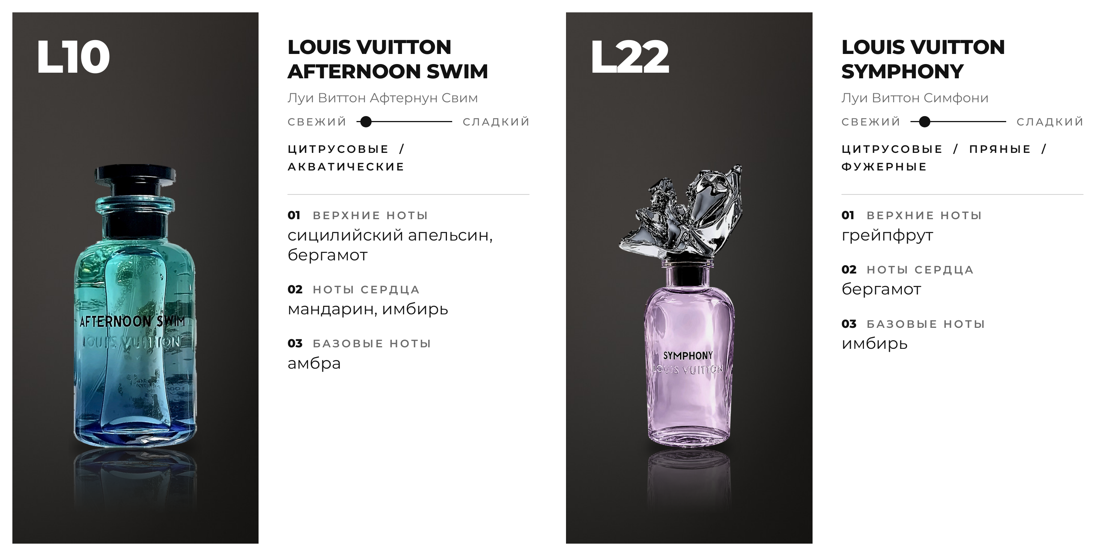 L10
LOUIS VUITTON
AFTERNOON SWIM
Луи Виттон Афтернун Свим
СВЕЖИЙ СЛАДКИЙ
ЦИТРУСОВЫЕ /
АКВАТИЧЕСКИЕ
01 ВЕРХНИЕ НОТЫ
сицилийский апельсин,
бергамот
02 НОТЫ СЕРДЦА
мандарин, имбирь
03 БАЗОВЫЕ НОТЫ
амбра
AFTERNOON SWIM
LOUIS VUITTON
L22
LOUIS VUITTON
SYMPHONY
Луи Виттон Симфони
СВЕЖИЙ СЛАДКИЙ
ЦИТРУСОВЫЕ / ПРЯНЫЕ /
ФУЖЕРНЫЕ
01 ВЕРХНИЕ НОТЫ
грейпфрут
02 НОТЫ СЕРДЦА
бергамот
03 БАЗОВЫЕ НОТЫ
имбирь
SYMPHONY
LOUIS VUITTON